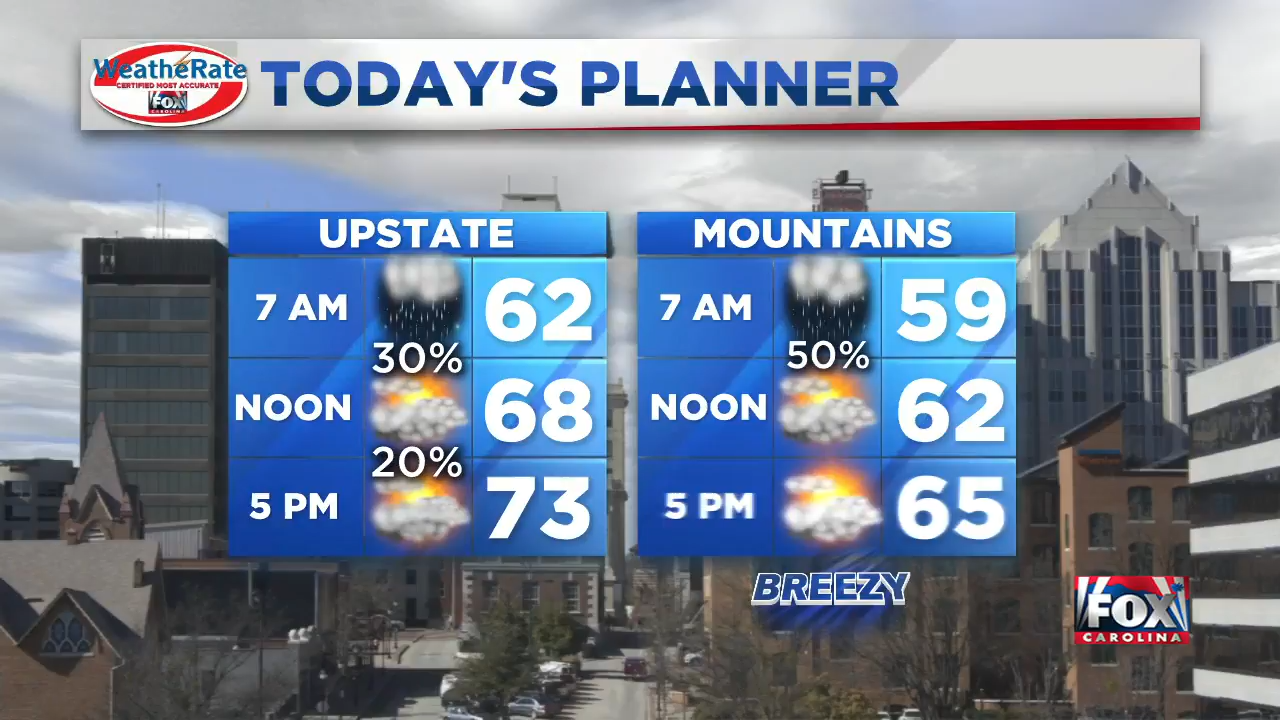 WeatheRate
CERTIFIED MOST ACCURATE
FOX
CAROLINA
TODAY'S PLANNER
UPSTATE
7 AM 62
30%
NOON 68
20%
5 PM 73
MOUNTAINS
7 AM 59
50%
NOON 62
5 PM 65
BREEZY
FOX
CAROLINA